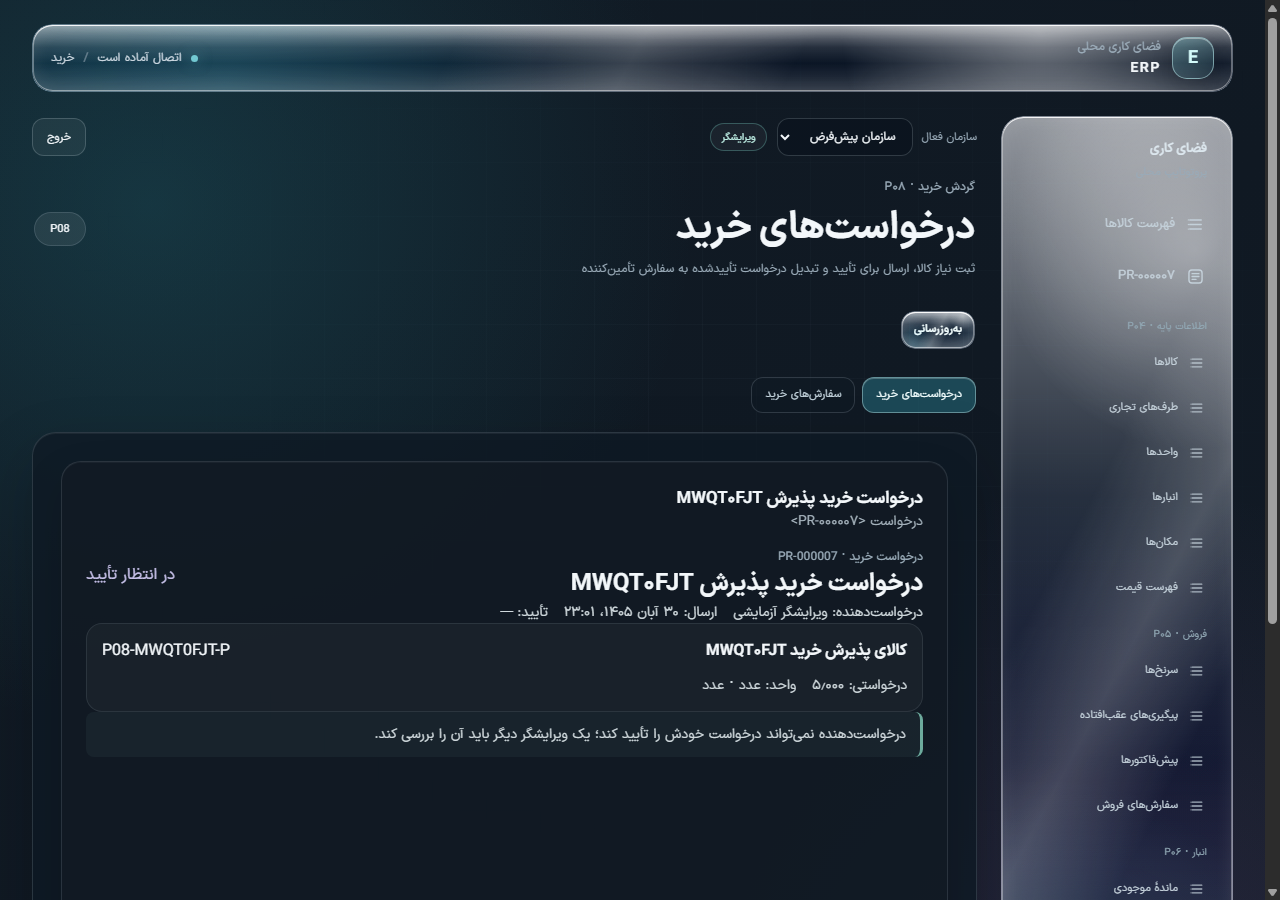 E
فضای کاری محلی
ERP
اتصال آماده است / خرید
فضای کاری
فهرست کالاها
PR-۰۰۰۰۰۷
اطلاعات پایه · P۰۴
کالاها
طرف‌های تجاری
واحدها
انبارها
مکان‌ها
فهرست قیمت
فروش · P۰۵
سرنخ‌ها
پیگیری‌های عقب‌افتاده
پیش‌فاکتورها
سفارش‌های فروش
انبار · P۰۶
ماندهٔ موجودی
سازمان فعال
سازمان پیش‌فرض
ویرایشگر
خروج
گردش خرید · P۰۸
درخواست‌های خرید
P08
ثبت نیاز کالا، ارسال برای تأیید و تبدیل درخواست تأییدشده به سفارش تأمین‌کننده
به‌روزرسانی
درخواست‌های خرید
سفارش‌های خرید
درخواست خرید پذیرش MWQT۰FJT
درخواست <PR-۰۰۰۰۰۷>
درخواست خرید · PR-000007
درخواست خرید پذیرش MWQT۰FJT
در انتظار تأیید
درخواست‌دهنده: ویرایشگر آزمایشی ارسال: ۳۰ آبان ۱۴۰۵، ۲۳:۰۱ تأیید: —
کالای پذیرش خرید MWQT۰FJT
P08-MWQT0FJT-P
درخواستی: ۵٫۰۰۰ واحد: عدد · عدد
درخواست‌دهنده نمی‌تواند درخواست خودش را تأیید کند؛ یک ویرایشگر دیگر باید آن را بررسی کند.